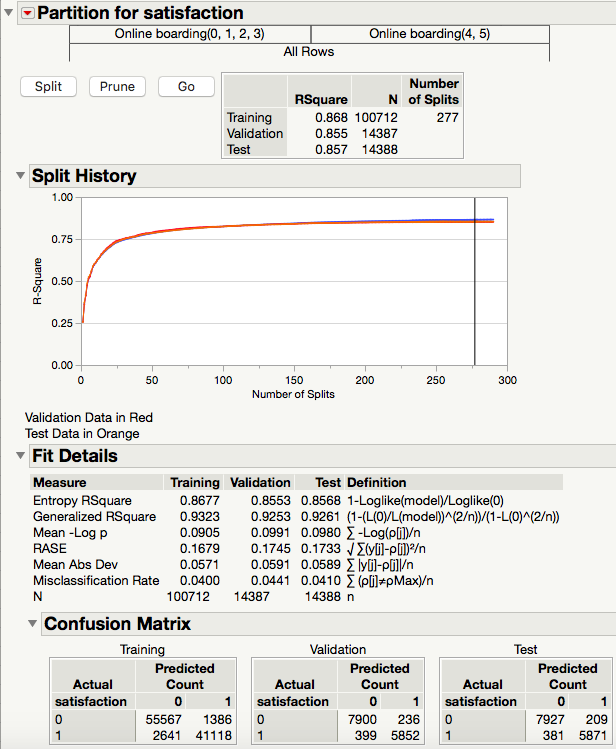 Partition for satisfaction
Online boarding(0, 1, 2, 3) Online boarding(4, 5)
All Rows
Split Prune Go
RSquare N Number of Splits
Training 0.868 100712 277
Validation 0.855 14387
Test 0.857 14388
Split History
1.00
0.75
0.50
0.25
0.00
R-Square
0 50 100 150 200 250 300
Number of Splits
Validation Data in Red
Test Data in Orange
Fit Details
Measure Training Validation Test Definition
Entropy RSquare 0.8677 0.8553 0.8568 1-Loglike(model)/Loglike(0)
Generalized RSquare 0.9323 0.9253 0.9261 (1-(L(0)/L(model))^(2/n))/(1-L(0)^(2/n))
Mean -Log p 0.0905 0.0991 0.0980 ∑ -Log(ρ[j])/n
RASE 0.1679 0.1745 0.1733 √ ∑(y[j]-ρ[j])²/n
Mean Abs Dev 0.0571 0.0591 0.0589 ∑ |y[j]-ρ[j]|/n
Misclassification Rate 0.0400 0.0441 0.0410 ∑ (ρ[j]≠ρMax)/n
N 100712 14387 14388 n
Confusion Matrix
Training Validation Test
Predicted Predicted Predicted
Actual Count Actual Count Actual Count
satisfaction 0 1 satisfaction 0 1 satisfaction 0 1
0 55567 1386 0 7900 236 0 7927 209
1 2641 41118 1 399 5852 1 381 5871